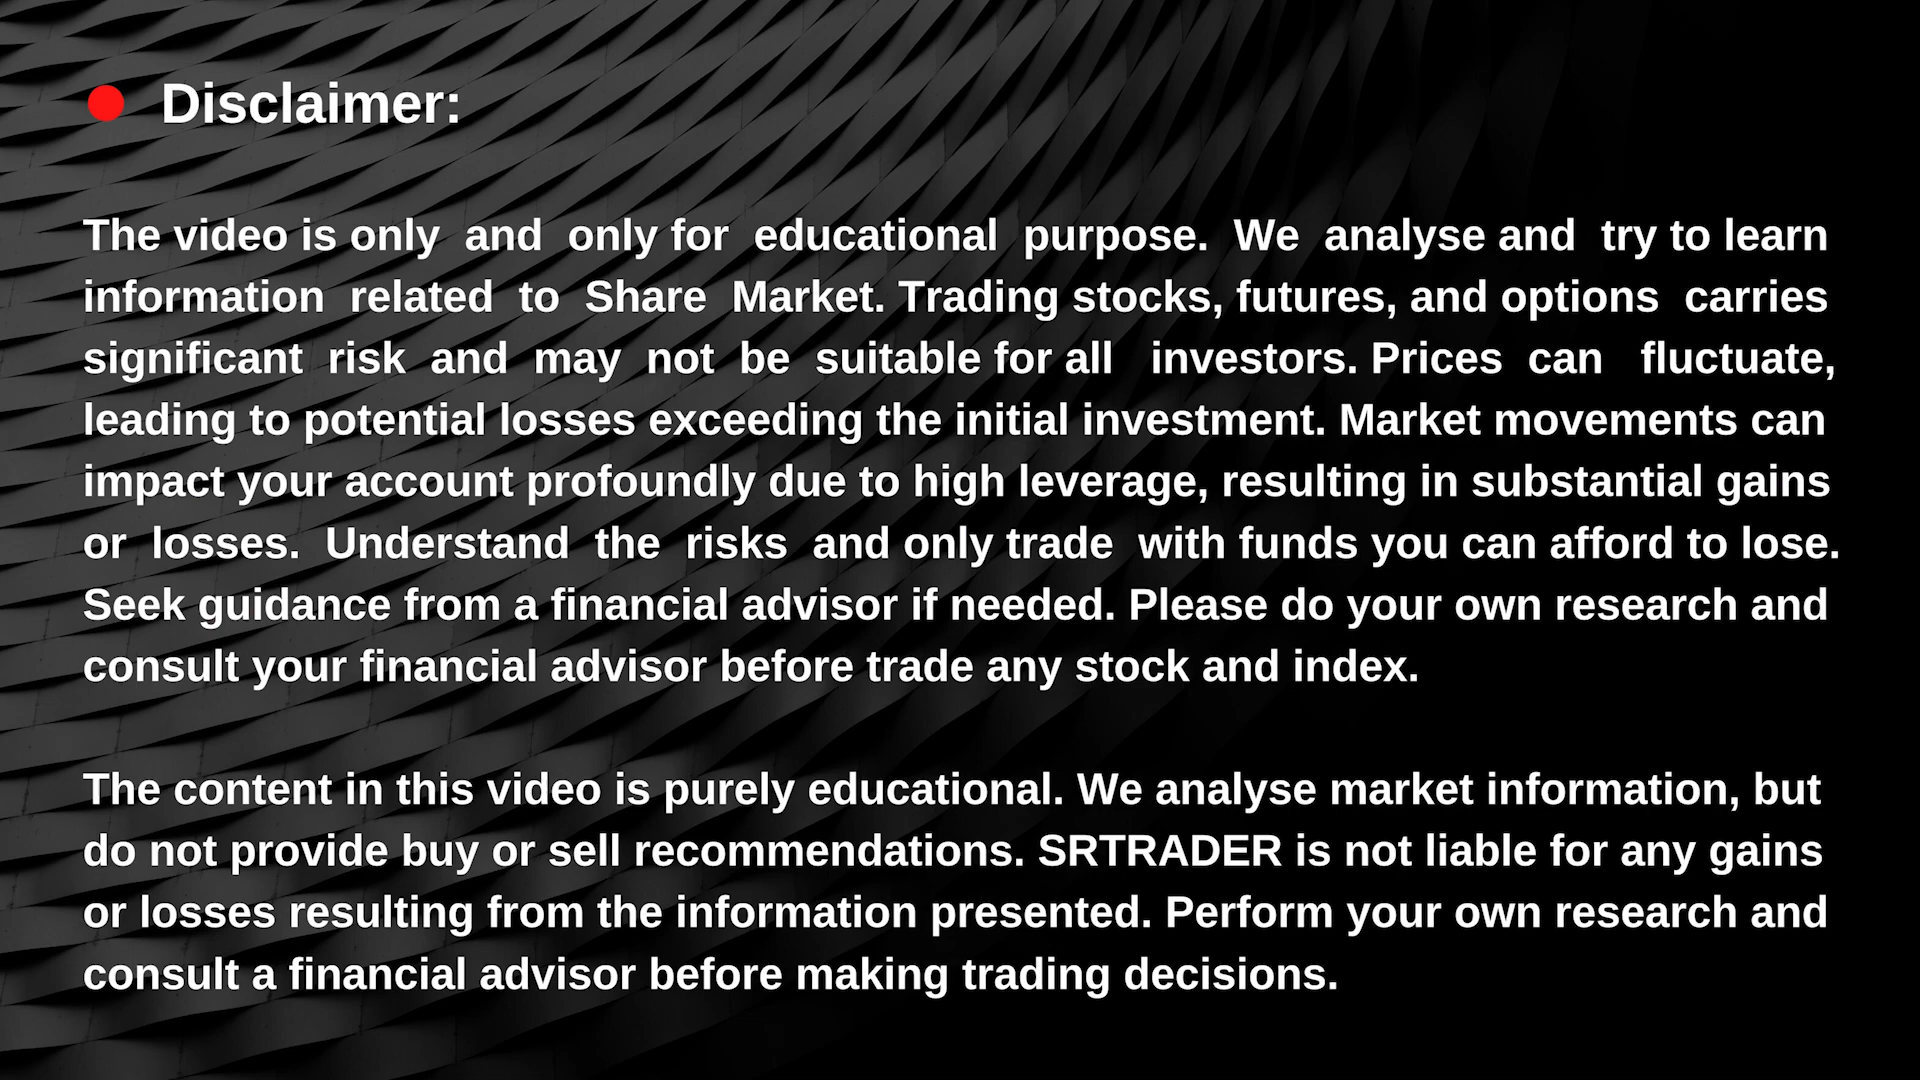 Disclaimer:
The video is only and only for educational purpose. We analyse and try to learn
information related to Share Market. Trading stocks, futures, and options carries
significant risk and may not be suitable for all investors. Prices can fluctuate,
leading to potential losses exceeding the initial investment. Market movements can
impact your account profoundly due to high leverage, resulting in substantial gains
or losses. Understand the risks and only trade with funds you can afford to lose.
Seek guidance from a financial advisor if needed. Please do your own research and
consult your financial advisor before trade any stock and index.
The content in this video is purely educational. We analyse market information, but
do not provide buy or sell recommendations. SRTRADER is not liable for any gains
or losses resulting from the information presented. Perform your own research and
consult a financial advisor before making trading decisions.